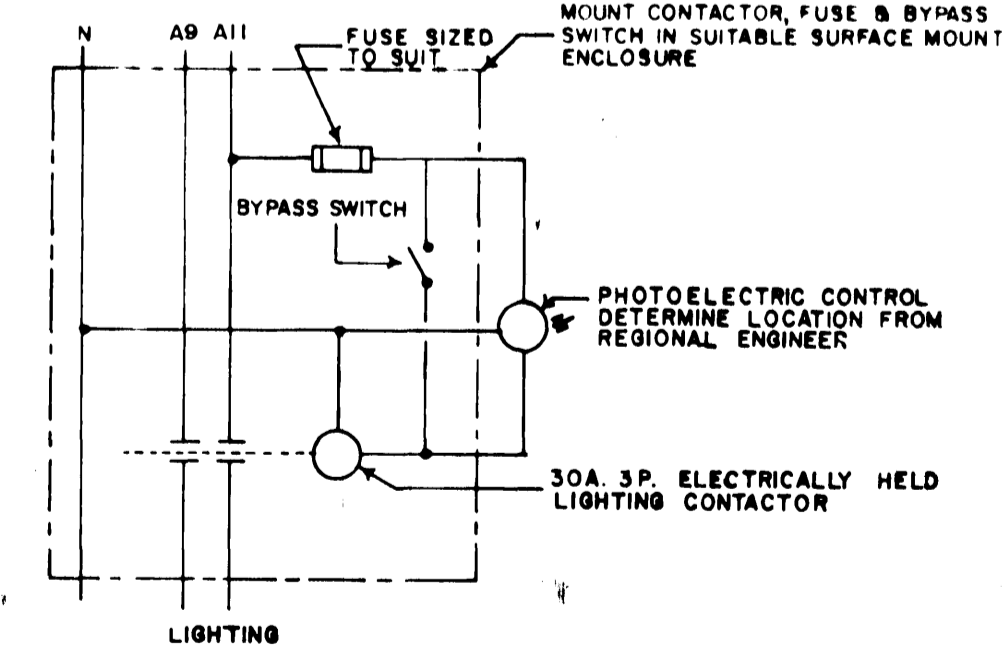 MOUNT CONTACTOR, FUSE & BYPASS
SWITCH IN SUITABLE SURFACE MOUNT
ENCLOSURE
N A9 A11
FUSE SIZED
TO SUIT
BYPASS SWITCH
PHOTOELECTRIC CONTROL
DETERMINE LOCATION FROM
REGIONAL ENGINEER
30A. 3P. ELECTRICALLY HELD
LIGHTING CONTACTOR
LIGHTING